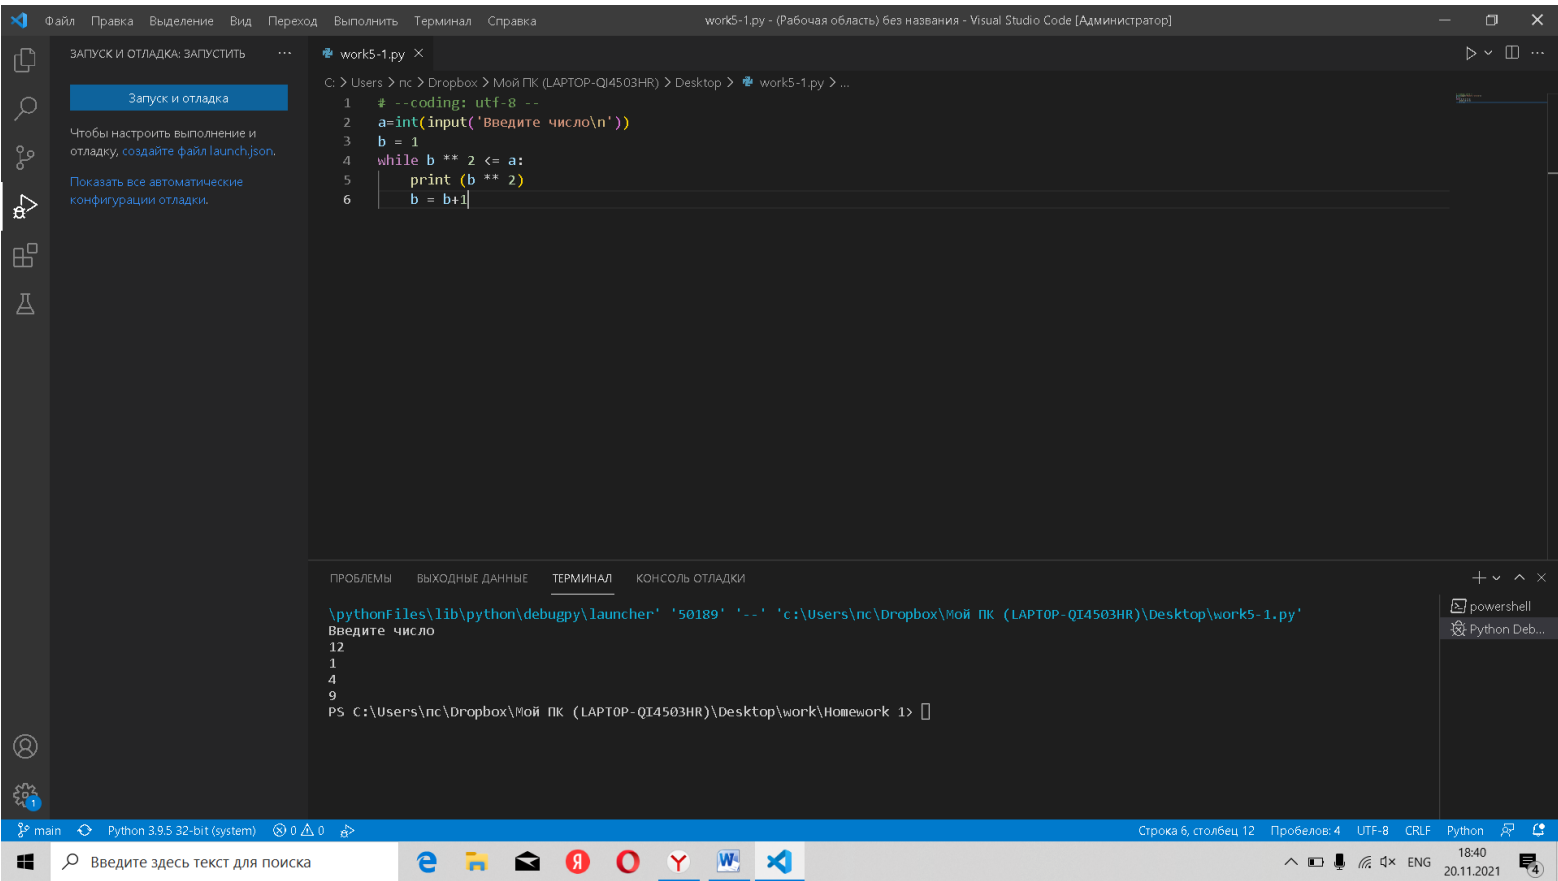 Файл Правка Выделение Вид Переход Выполнить Терминал Справка
work5-1.py - (Рабочая область) без названия - Visual Studio Code [Администратор]
ЗАПУСК И ОТЛАДКА: ЗАПУСТИТЬ ···
Запуск и отладка
Чтобы настроить выполнение и
отладку, создайте файл launch.json.
Показать все автоматические
конфигурации отладки.
work5-1.py
C: > Users > пс > Dropbox > Мой ПК (LAPTOP-QI4503HR) > Desktop > work5-1.py > ...
1 # --coding: utf-8 --
2 a=int(input('Введите число\n'))
3 b = 1
4 while b ** 2 <= a:
5 print (b ** 2)
6 b = b+1
ПРОБЛЕМЫ ВЫХОДНЫЕ ДАННЫЕ ТЕРМИНАЛ КОНСОЛЬ ОТЛАДКИ
\pythonFiles\lib\python\debugpy\launcher' '50189' '--' 'c:\Users\пс\Dropbox\Мой ПК (LAPTOP-QI4503HR)\Desktop\work5-1.py'
Введите число
12
1
4
9
PS C:\Users\пс\Dropbox\Мой ПК (LAPTOP-QI4503HR)\Desktop\work\Homework 1>
powershell
Python Deb...
1
main Python 3.9.5 32-bit (system) 0 0
Строка 6, столбец 12 Пробелов: 4 UTF-8 CRLF Python
Введите здесь текст для поиска
Я
Y
W
ENG
18:40
20.11.2021
4